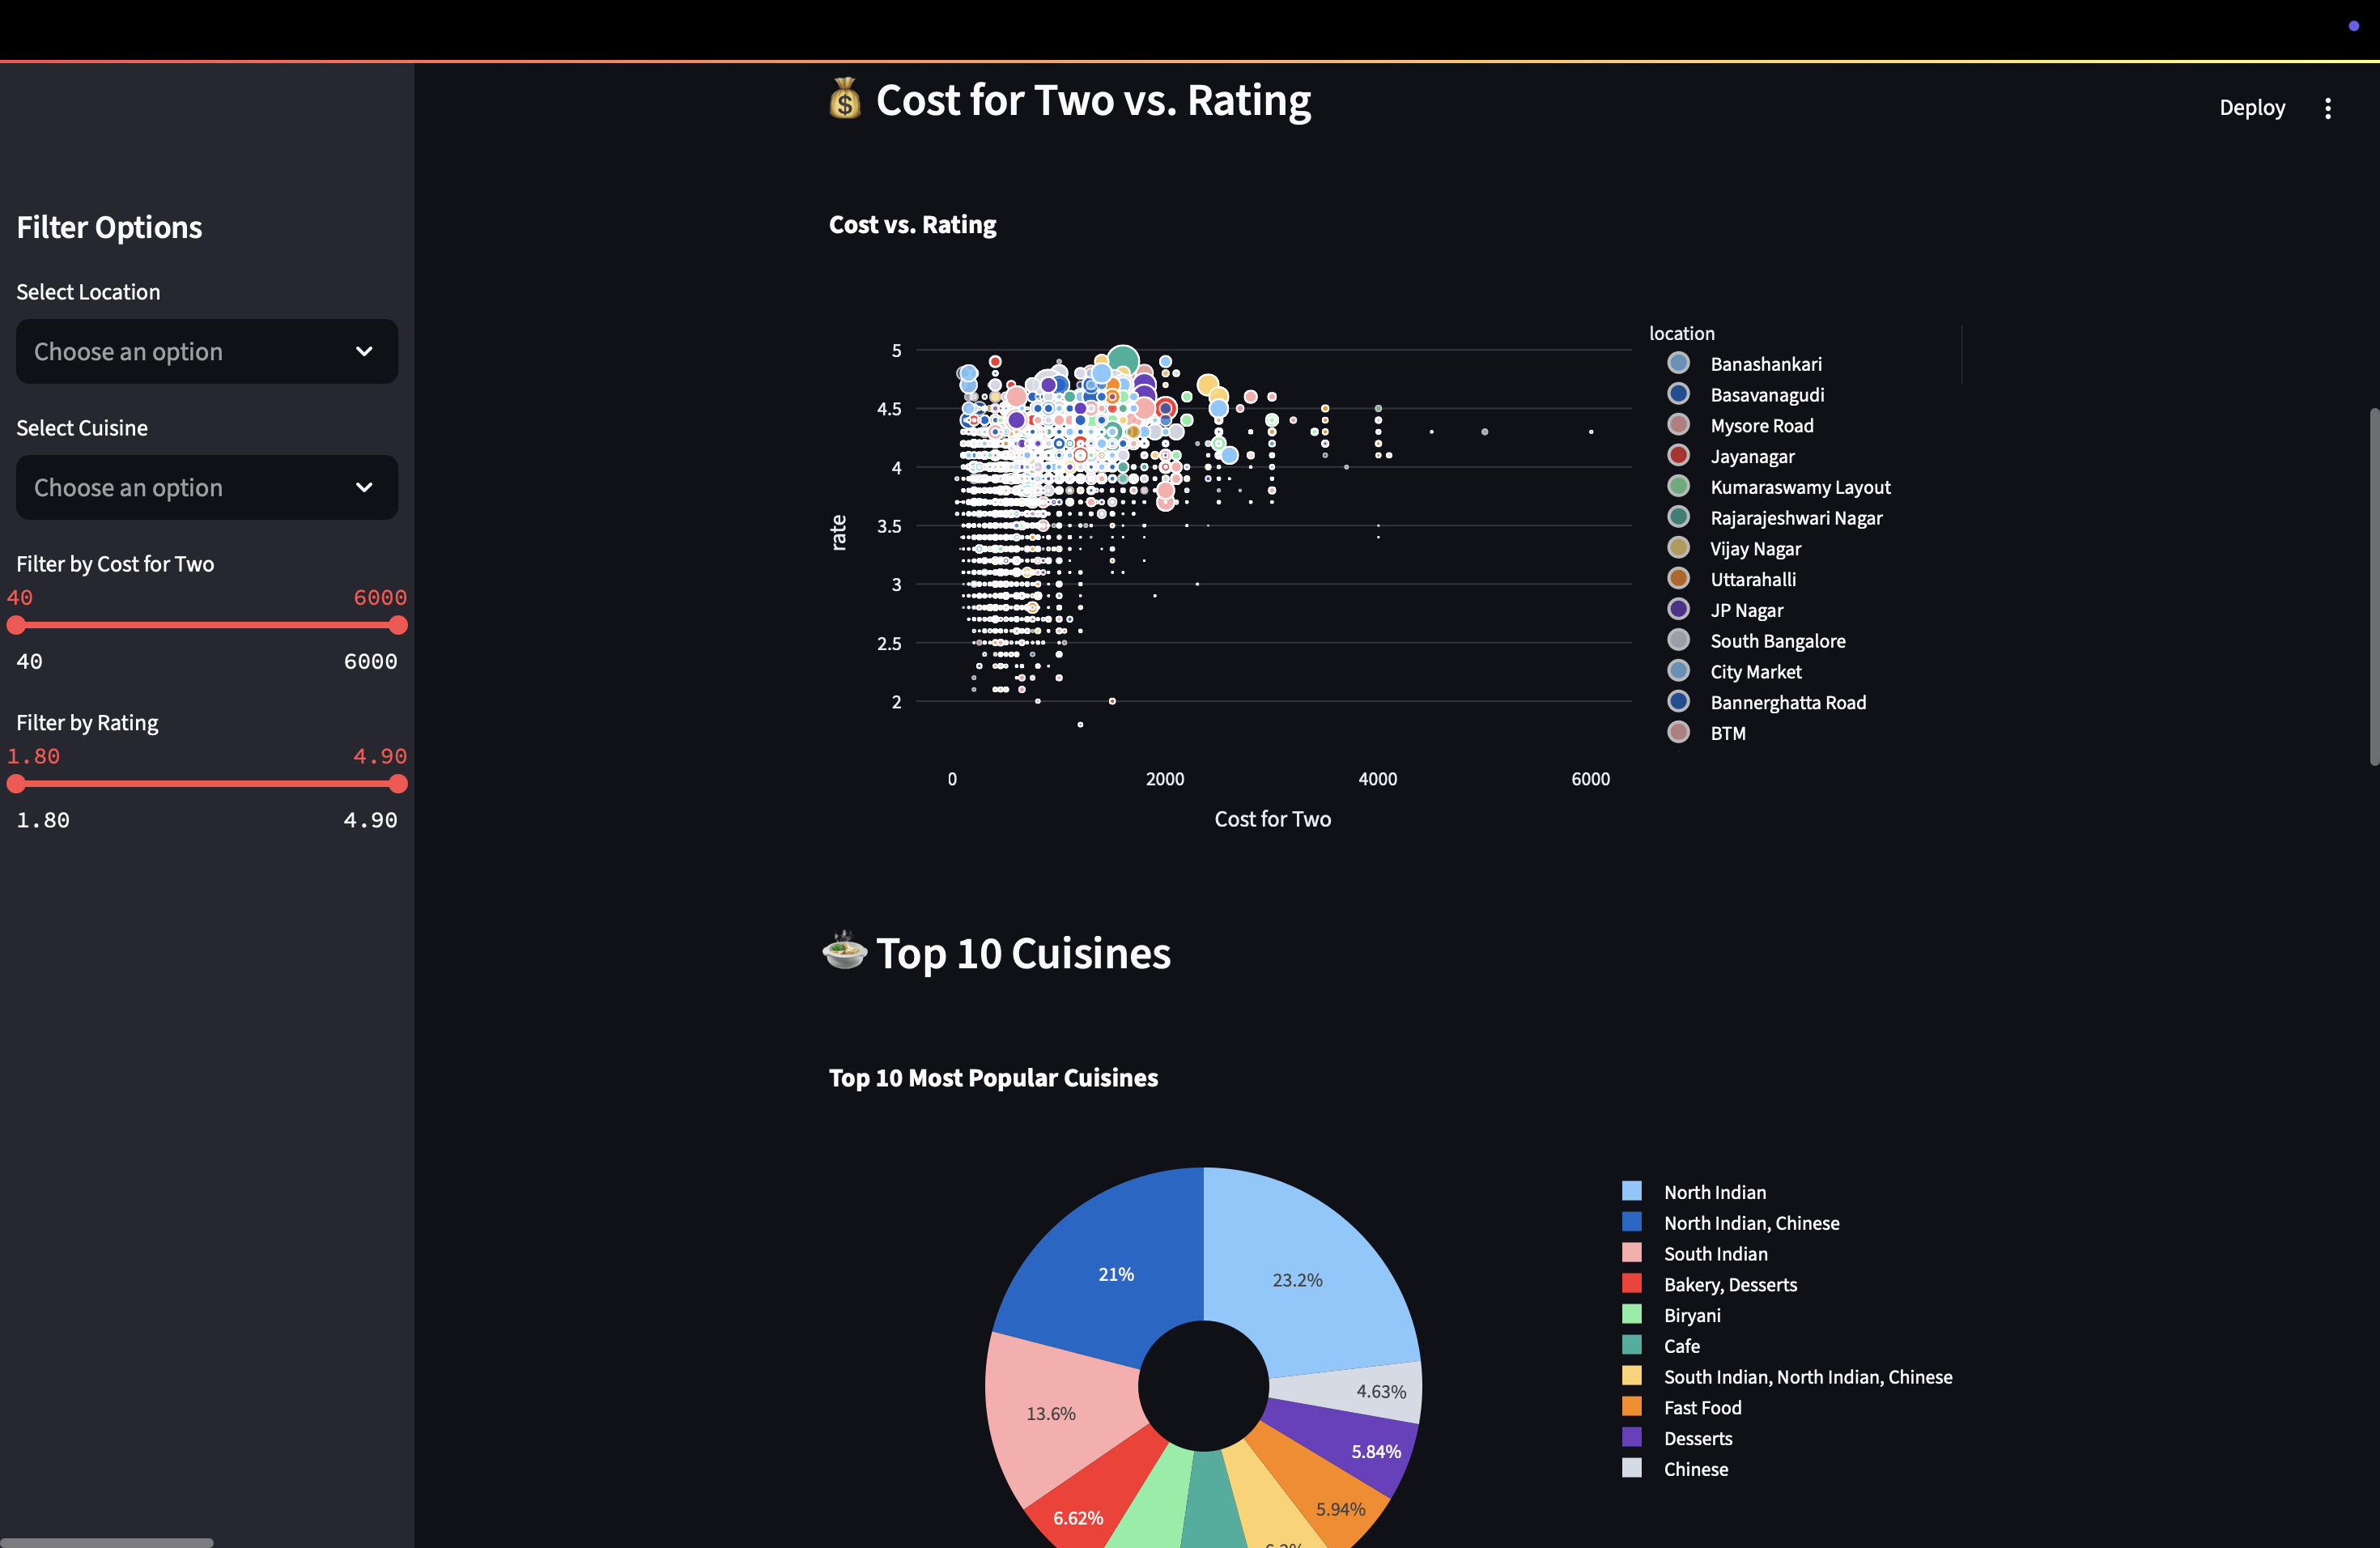 Cost for Two vs. Rating
Deploy
Filter Options
Select Location
Choose an option
Select Cuisine
Choose an option
Filter by Cost for Two
40 6000
40 6000
Filter by Rating
1.80 4.90
1.80 4.90
Cost vs. Rating
rate
5
4.5
4
3.5
3
2.5
2
0 2000 4000 6000
Cost for Two
location
Banashankari
Basavanagudi
Mysore Road
Jayanagar
Kumaraswamy Layout
Rajarajeshwari Nagar
Vijay Nagar
Uttarahalli
JP Nagar
South Bangalore
City Market
Bannerghatta Road
BTM
Top 10 Cuisines
Top 10 Most Popular Cuisines
21%
23.2%
4.63%
13.6%
5.84%
5.94%
6.62%
North Indian
North Indian, Chinese
South Indian
Bakery, Desserts
Biryani
Cafe
South Indian, North Indian, Chinese
Fast Food
Desserts
Chinese